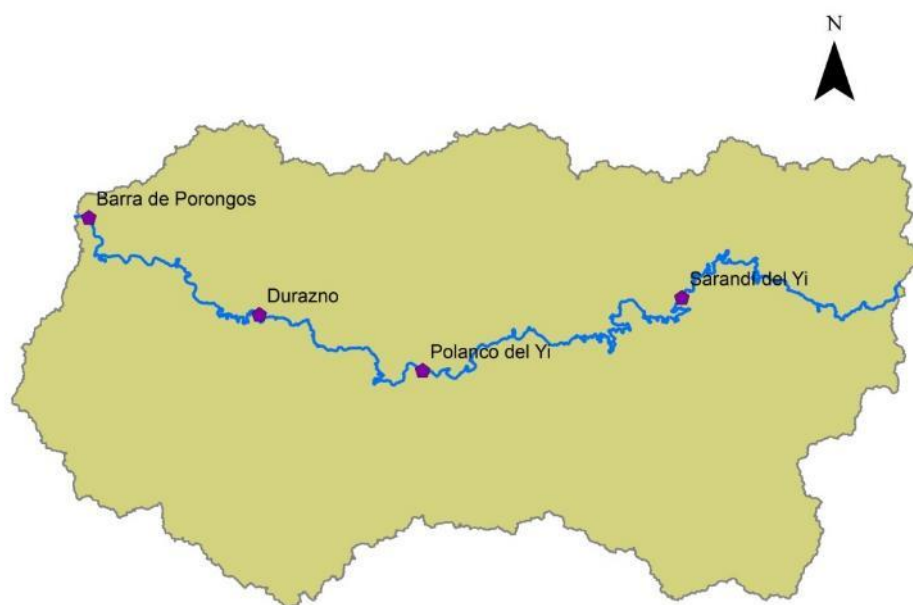 N
Barra de Porongos
Sarandí del Yi
Durazno
Polanco del Yi